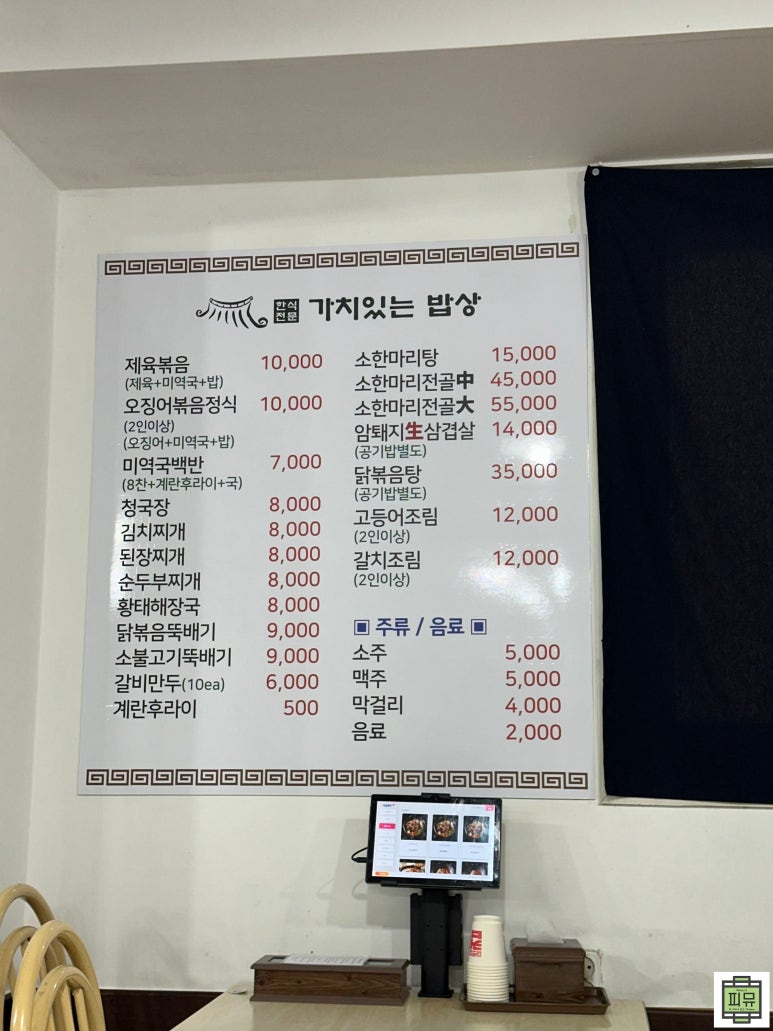 한식
전문
가치있는 밥상
제육볶음 10,000
(제육+미역국+밥)
오징어볶음정식 10,000
(2인이상)
(오징어+미역국+밥)
미역국백반 7,000
(8찬+계란후라이+국)
청국장 8,000
김치찌개 8,000
된장찌개 8,000
순두부찌개 8,000
황태해장국 8,000
닭볶음뚝배기 9,000
소불고기뚝배기 9,000
갈비만두(10ea) 6,000
계란후라이 500
소한마리탕 15,000
소한마리전골中 45,000
소한마리전골大 55,000
암퇘지生삼겹살 14,000
(공기밥별도)
닭볶음탕 35,000
(공기밥별도)
고등어조림 12,000
(2인이상)
갈치조림 12,000
(2인이상)
▣ 주류 / 음료 ▣
소주 5,000
맥주 5,000
막걸리 4,000
음료 2,000
피뮤